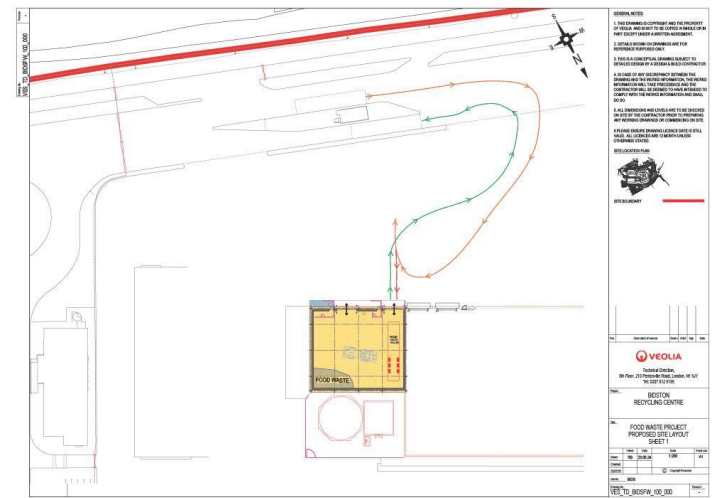 Drawing No.
VES_TD_BIDSFW_100_000
S
N
FOOD WASTE
GENERAL NOTES
1. THIS DRAWING IS COPYRIGHT AND THE PROPERTY
OF VEOLIA AND IS NOT TO BE COPIED IN WHOLE OR IN
PART EXCEPT UNDER A WRITTEN AGREEMENT.
2. DETAILS SHOWN ON DRAWINGS ARE FOR
REFERENCE PURPOSES ONLY.
3. THIS IS A CONCEPTUAL DRAWING SUBJECT TO
DETAILED DESIGN BY A DESIGN & BUILD CONTRACTOR.
4. IN CASE OF ANY DISCREPANCY BETWEEN THE
DRAWING AND THE WORKS INFORMATION, THE WORKS
INFORMATION WILL TAKE PRECEDENCE AND THE
CONTRACTOR WILL BE DEEMED TO HAVE INTENDED TO
COMPLY WITH THE WORKS INFORMATION AND SHALL
DO SO.
5. ALL DIMENSIONS AND LEVELS ARE TO BE CHECKED
ON SITE BY THE CONTRACTOR PRIOR TO PREPARING
ANY WORKING DRAWINGS OR COMMENCING ON SITE.
6.PLEASE ENSURE DRAWING LICENCE DATE IS STILL
VALID. ALL LICENCES ARE 12 MONTH UNLESS
OTHERWISE STATED.
SITE LOCATION PLAN
SITE BOUNDARY
VEOLIA
Technical Direction,
8th Floor, 210 Pentonville Road, London. N1 9JY
BIDSTON
RECYCLING CENTRE
FOOD WASTE PROJECT
PROPOSED SITE LAYOUT
SHEET 1
Date
Scale
1:200
A1
BIDS
VES_TD_BIDSFW_100_000